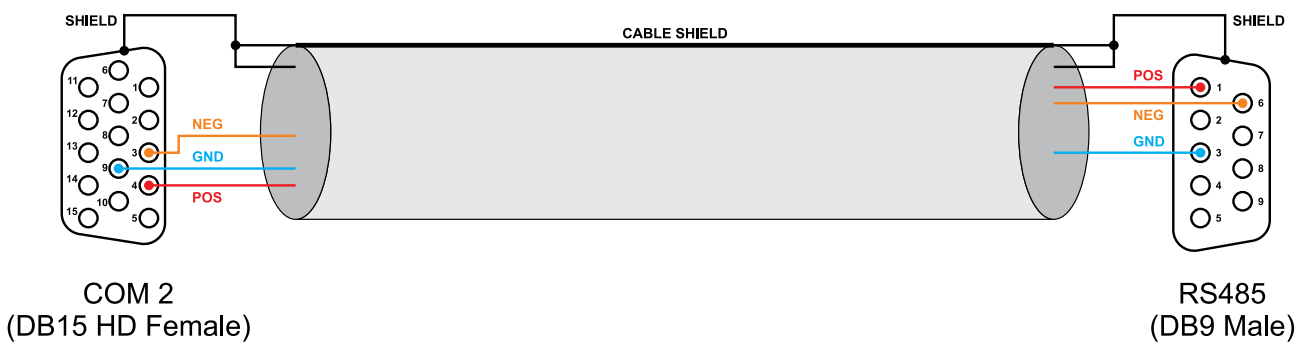 SHIELD
CABLE SHIELD
SHIELD
6
11
1
7
12
2
8
13
3
9
14
4
10
15
5
NEG
GND
POS
POS
NEG
GND
1
6
2
7
3
8
4
9
5
COM 2
(DB15 HD Female)
RS485
(DB9 Male)